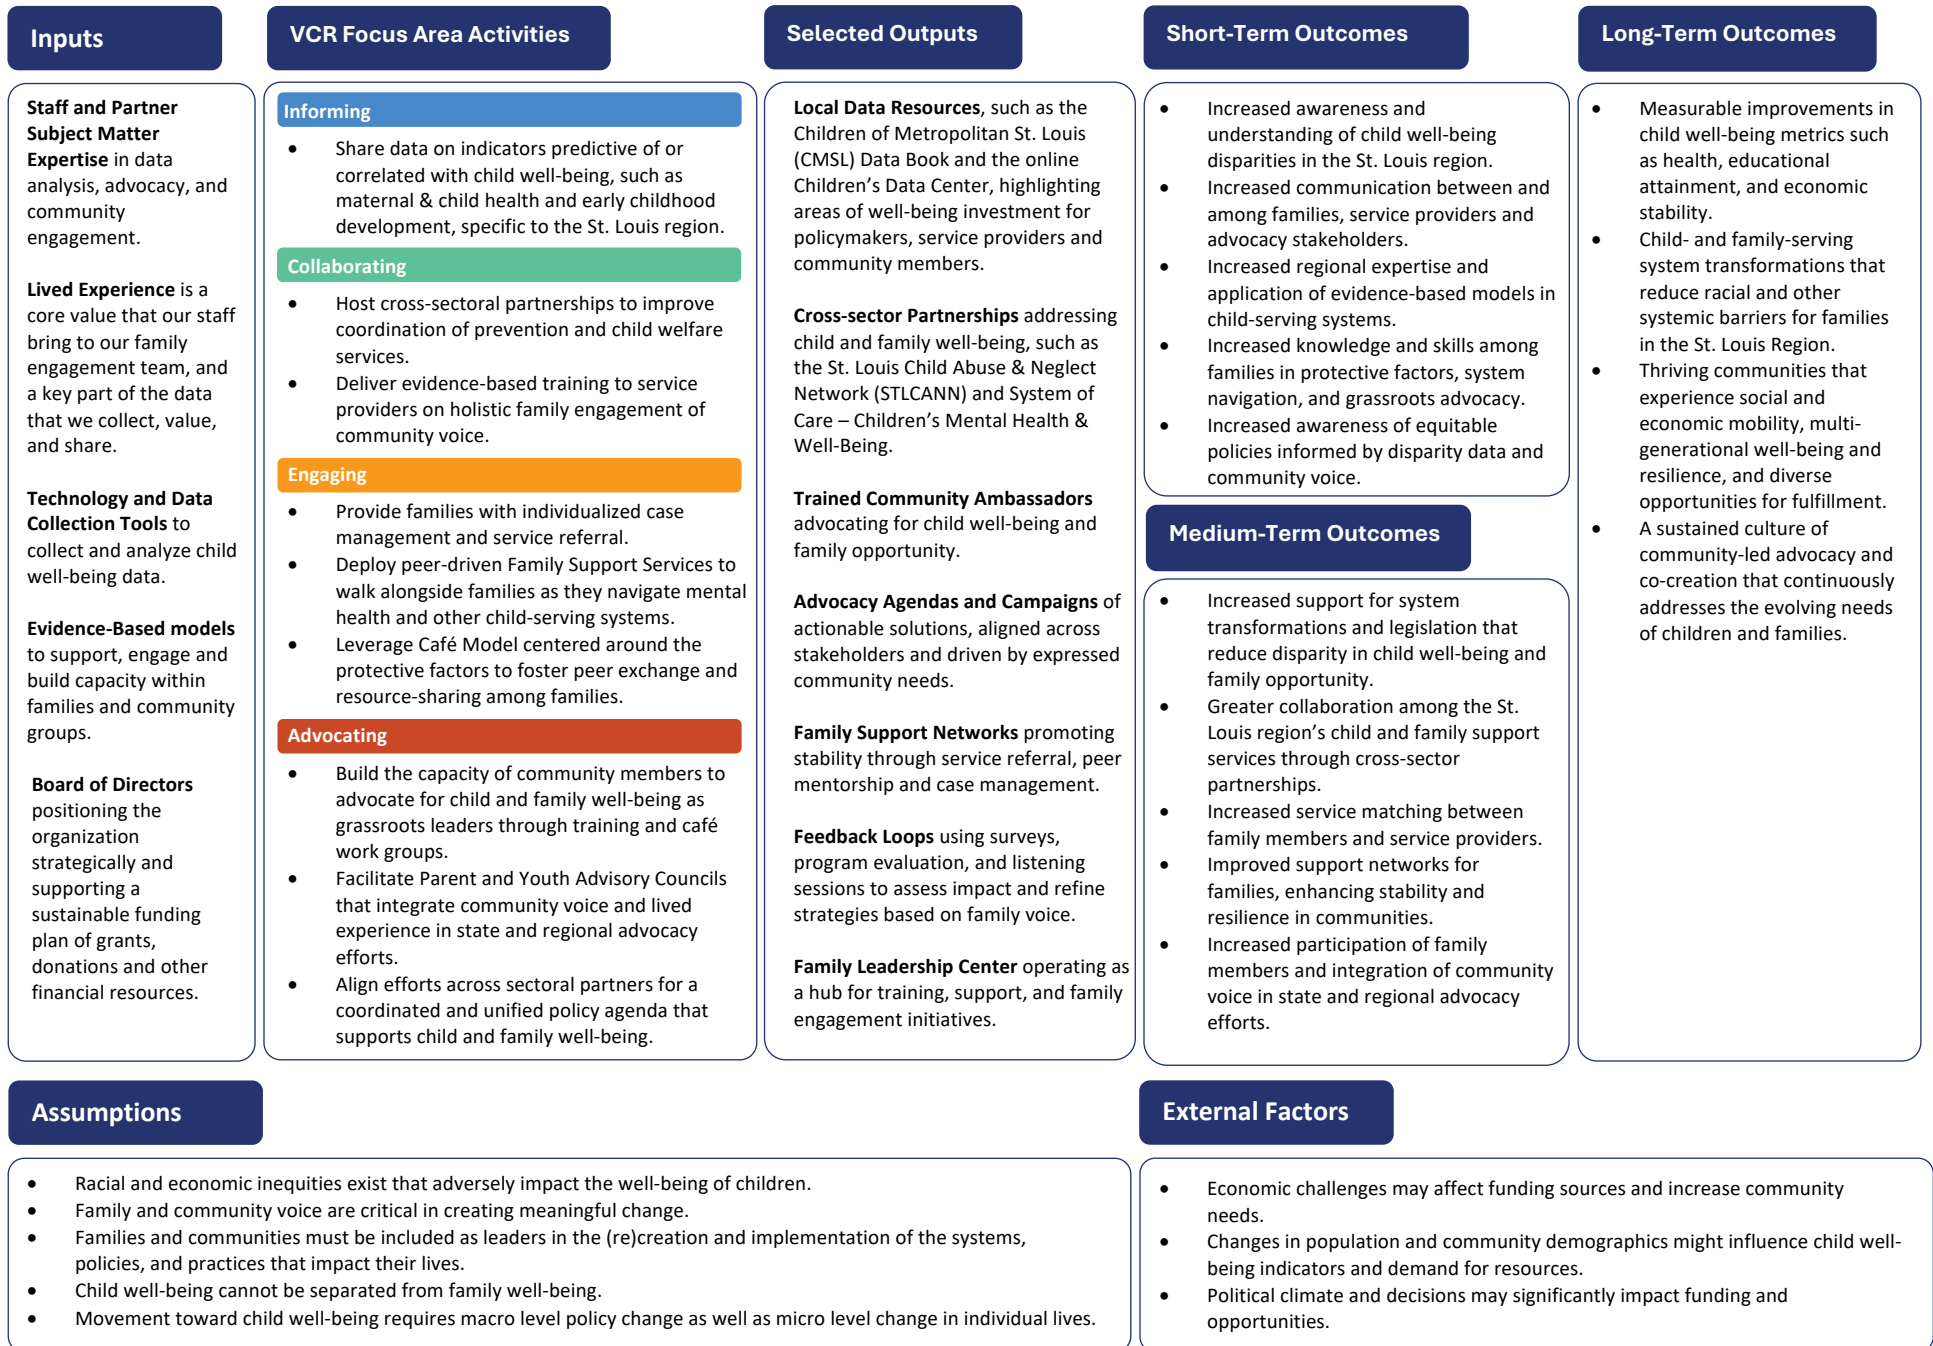 Inputs
Staff and Partner
Subject Matter
Expertise in data
analysis, advocacy, and
community
engagement.
Lived Experience is a
core value that our staff
bring to our family
engagement team, and
a key part of the data
that we collect, value,
and share.
Technology and Data
Collection Tools to
collect and analyze child
well-being data.
Evidence-Based models
to support, engage and
build capacity within
families and community
groups.
Board of Directors
positioning the
organization
strategically and
supporting a
sustainable funding
plan of grants,
donations and other
financial resources.
VCR Focus Area Activities
Informing
• Share data on indicators predictive of or
correlated with child well-being, such as
maternal & child health and early childhood
development, specific to the St. Louis region.
Collaborating
• Host cross-sectoral partnerships to improve
coordination of prevention and child welfare
services.
• Deliver evidence-based training to service
providers on holistic family engagement of
community voice.
Engaging
• Provide families with individualized case
management and service referral.
• Deploy peer-driven Family Support Services to
walk alongside families as they navigate mental
health and other child-serving systems.
• Leverage Café Model centered around the
protective factors to foster peer exchange and
resource-sharing among families.
Advocating
• Build the capacity of community members to
advocate for child and family well-being as
grassroots leaders through training and café
work groups.
• Facilitate Parent and Youth Advisory Councils
that integrate community voice and lived
experience in state and regional advocacy
efforts.
• Align efforts across sectoral partners for a
coordinated and unified policy agenda that
supports child and family well-being.
Selected Outputs
Local Data Resources, such as the
Children of Metropolitan St. Louis
(CMSL) Data Book and the online
Children's Data Center, highlighting
areas of well-being investment for
policymakers, service providers and
community members.
Cross-sector Partnerships addressing
child and family well-being, such as
the St. Louis Child Abuse & Neglect
Network (STLCANN) and System of
Care – Children's Mental Health &
Well-Being.
Trained Community Ambassadors
advocating for child well-being and
family opportunity.
Advocacy Agendas and Campaigns of
actionable solutions, aligned across
stakeholders and driven by expressed
community needs.
Family Support Networks promoting
stability through service referral, peer
mentorship and case management.
Feedback Loops using surveys,
program evaluation, and listening
sessions to assess impact and refine
strategies based on family voice.
Family Leadership Center operating as
a hub for training, support, and family
engagement initiatives.
Short-Term Outcomes
• Increased awareness and
understanding of child well-being
disparities in the St. Louis region.
• Increased communication between and
among families, service providers and
advocacy stakeholders.
• Increased regional expertise and
application of evidence-based models in
child-serving systems.
• Increased knowledge and skills among
families in protective factors, system
navigation, and grassroots advocacy.
• Increased awareness of equitable
policies informed by disparity data and
community voice.
Medium-Term Outcomes
• Increased support for system
transformations and legislation that
reduce disparity in child well-being and
family opportunity.
• Greater collaboration among the St.
Louis region's child and family support
services through cross-sector
partnerships.
• Increased service matching between
family members and service providers.
• Improved support networks for
families, enhancing stability and
resilience in communities.
• Increased participation of family
members and integration of community
voice in state and regional advocacy
efforts.
Long-Term Outcomes
• Measurable improvements in
child well-being metrics such
as health, educational
attainment, and economic
stability.
• Child- and family-serving
system transformations that
reduce racial and other
systemic barriers for families
in the St. Louis Region.
• Thriving communities that
experience social and
economic mobility, multi-
generational well-being and
resilience, and diverse
opportunities for fulfillment.
• A sustained culture of
community-led advocacy and
co-creation that continuously
addresses the evolving needs
of children and families.
Assumptions
• Racial and economic inequities exist that adversely impact the well-being of children.
• Family and community voice are critical in creating meaningful change.
• Families and communities must be included as leaders in the (re)creation and implementation of the systems,
policies, and practices that impact their lives.
• Child well-being cannot be separated from family well-being.
• Movement toward child well-being requires macro level policy change as well as micro level change in individual lives.
External Factors
• Economic challenges may affect funding sources and increase community
needs.
• Changes in population and community demographics might influence child well-
being indicators and demand for resources.
• Political climate and decisions may significantly impact funding and
opportunities.